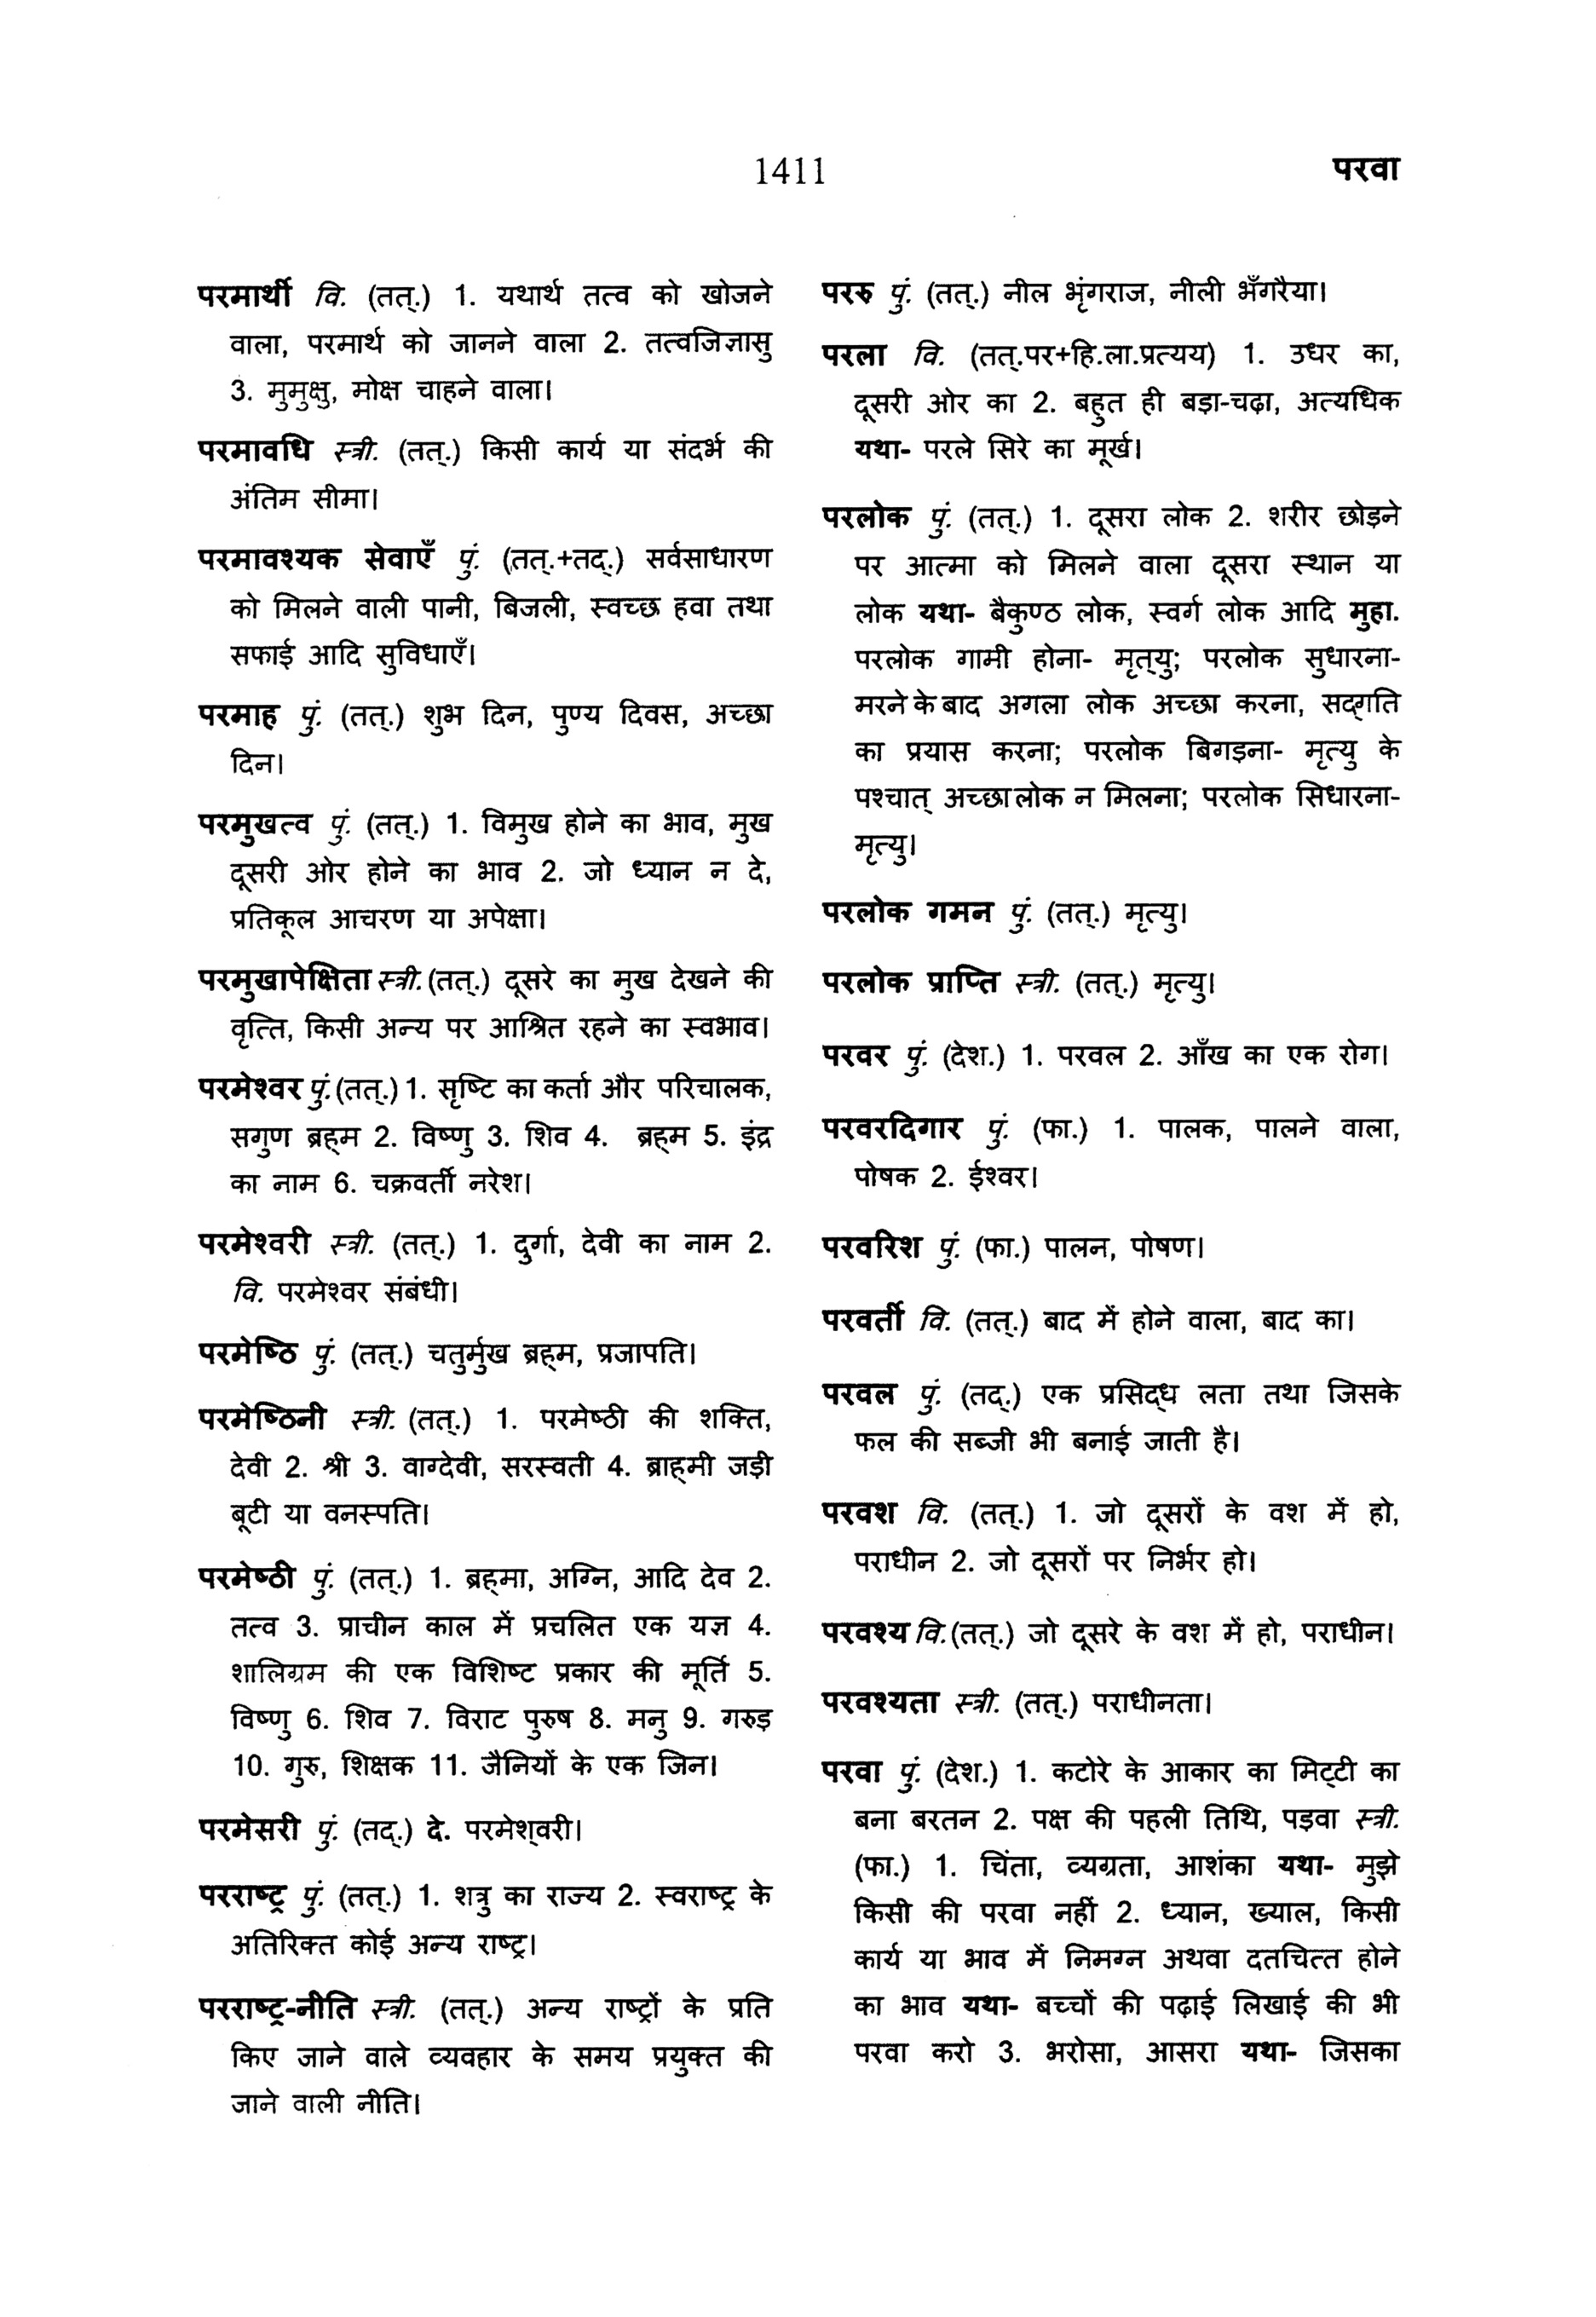 1411
परवा
परमार्थी वि. (तत्.) 1. यथार्थ तत्व को खोजने
वाला, परमार्थ को जानने वाला 2. तत्वजिज्ञासु
3. मुमुक्षु, मोक्ष चाहने वाला।
परमावधि स्त्री. (तत्.) किसी कार्य या संदर्भ की
अंतिम सीमा।
परमावश्यक सेवाएँ पुं. (तत्.+तद्.) सर्वसाधारण
को मिलने वाली पानी, बिजली, स्वच्छ हवा तथा
सफाई आदि सुविधाएँ।
परमाह पुं. (तत्.) शुभ दिन, पुण्य दिवस, अच्छा
दिन।
परमुखत्व पुं. (तत्.) 1. विमुख होने का भाव, मुख
दूसरी ओर होने का भाव 2. जो ध्यान न दे,
प्रतिकूल आचरण या अपेक्षा।
परमुखापेक्षिता स्त्री. (तत्.) दूसरे का मुख देखने की
वृत्ति, किसी अन्य पर आश्रित रहने का स्वभाव।
परमेश्वर पुं. (तत्.) 1. सृष्टि का कर्ता और परिचालक,
सगुण ब्रह्म 2. विष्णु 3. शिव 4. ब्रह्म 5. इंद्र
का नाम 6. चक्रवर्ती नरेश।
परमेश्वरी स्त्री. (तत्.) 1. दुर्गा, देवी का नाम 2.
वि. परमेश्वर संबंधी।
परमेष्ठि पुं. (तत्.) चतुर्मुख ब्रह्म, प्रजापति।
परमेष्ठिनी स्त्री. (तत्.) 1. परमेष्ठी की शक्ति,
देवी 2. श्री 3. वाग्देवी, सरस्वती 4. ब्राह्मी जड़ी
बूटी या वनस्पति।
परमेष्ठी पुं. (तत्.) 1. ब्रह्मा, अग्नि, आदि देव 2.
तत्व 3. प्राचीन काल में प्रचलित एक यज्ञ 4.
शालिग्रम की एक विशिष्ट प्रकार की मूर्ति 5.
विष्णु 6. शिव 7. विराट पुरुष 8. मनु 9. गरुड़
10. गुरु, शिक्षक 11. जैनियों के एक जिन।
परमेसरी पुं. (तद्.) दे. परमेश्वरी।
परराष्ट्र पुं. (तत्.) 1. शत्रु का राज्य 2. स्वराष्ट्र के
अतिरिक्त कोई अन्य राष्ट्र।
परराष्ट्र-नीति स्त्री. (तत्.) अन्य राष्ट्रों के प्रति
किए जाने वाले व्यवहार के समय प्रयुक्त की
जाने वाली नीति।
पररु पुं. (तत्.) नील भृंगराज, नीली भँगरैया।
परला वि. (तत्.पर+हि.ला.प्रत्यय) 1. उधर का,
दूसरी ओर का 2. बहुत ही बड़ा-चढ़ा, अत्यधिक
यथा- परले सिरे का मूर्ख।
परलोक पुं. (तत्.) 1. दूसरा लोक 2. शरीर छोड़ने
पर आत्मा को मिलने वाला दूसरा स्थान या
लोक यथा- बैकुण्ठ लोक, स्वर्ग लोक आदि मुहा.
परलोक गामी होना- मृत्यु; परलोक सुधारना-
मरने के बाद अगला लोक अच्छा करना, सद्गति
का प्रयास करना; परलोक बिगड़ना- मृत्यु के
पश्चात् अच्छा लोक न मिलना; परलोक सिधारना-
मृत्यु।
परलोक गमन पुं. (तत्.) मृत्यु।
परलोक प्राप्ति स्त्री. (तत्.) मृत्यु।
परवर पुं. (देश.) 1. परवल 2. आँख का एक रोग।
परवरदिगार पुं. (फा.) 1. पालक, पालने वाला,
पोषक 2. ईश्वर।
परवरिश पुं. (फा.) पालन, पोषण।
परवर्ती वि. (तत्.) बाद में होने वाला, बाद का।
परवल पुं. (तद्.) एक प्रसिद्ध लता तथा जिसके
फल की सब्जी भी बनाई जाती है।
परवश वि. (तत्.) 1. जो दूसरों के वश में हो,
पराधीन 2. जो दूसरों पर निर्भर हो।
परवश्य वि. (तत्.) जो दूसरे के वश में हो, पराधीन।
परवश्यता स्त्री. (तत्.) पराधीनता।
परवा पुं. (देश.) 1. कटोरे के आकार का मिट्टी का
बना बरतन 2. पक्ष की पहली तिथि, पड़वा स्त्री.
(फा.) 1. चिंता, व्यग्रता, आशंका यथा- मुझे
किसी की परवा नहीं 2. ध्यान, ख्याल, किसी
कार्य या भाव में निमग्न अथवा दतचित्त होने
का भाव यथा- बच्चों की पढ़ाई लिखाई की भी
परवा करो 3. भरोसा, आसरा यथा- जिसका